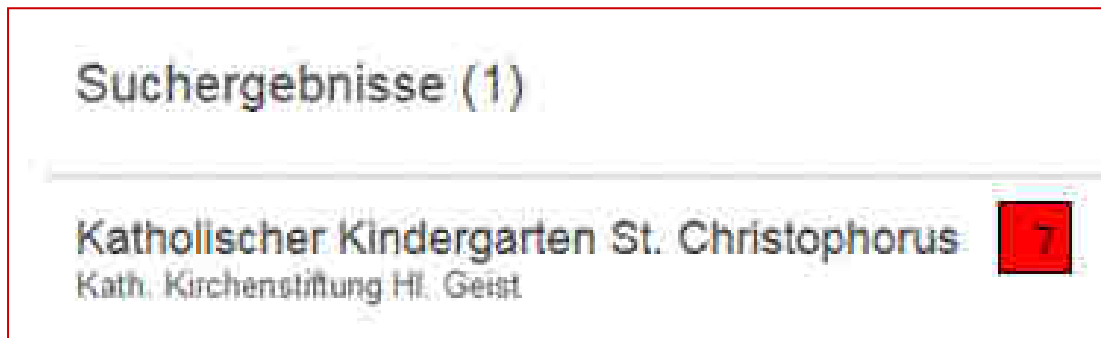 Suchergebnisse (1)
Katholischer Kindergarten St. Christophorus 7
Kath. Kirchenstiftung Hl. Geist